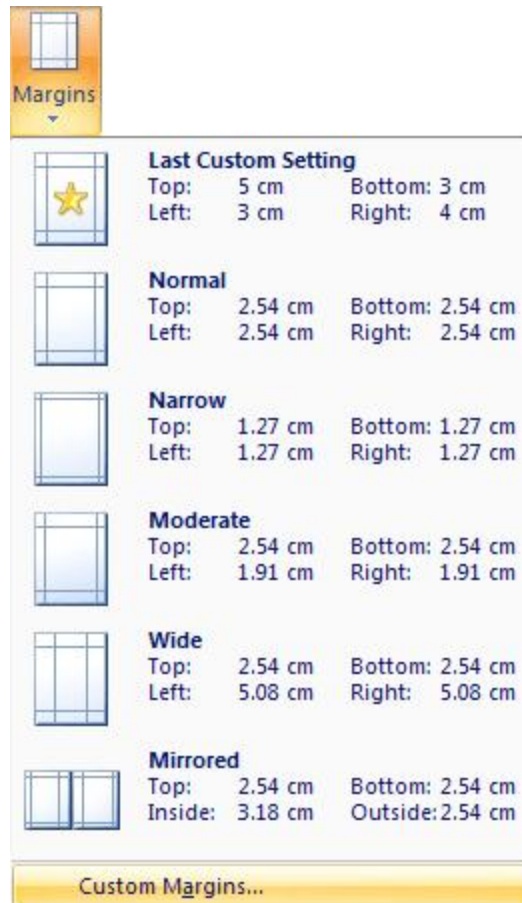 Margins
Last Custom Setting
Top: 5 cm Bottom: 3 cm
Left: 3 cm Right: 4 cm
Normal
Top: 2.54 cm Bottom: 2.54 cm
Left: 2.54 cm Right: 2.54 cm
Narrow
Top: 1.27 cm Bottom: 1.27 cm
Left: 1.27 cm Right: 1.27 cm
Moderate
Top: 2.54 cm Bottom: 2.54 cm
Left: 1.91 cm Right: 1.91 cm
Wide
Top: 2.54 cm Bottom: 2.54 cm
Left: 5.08 cm Right: 5.08 cm
Mirrored
Top: 2.54 cm Bottom: 2.54 cm
Inside: 3.18 cm Outside: 2.54 cm
Custom Margins...